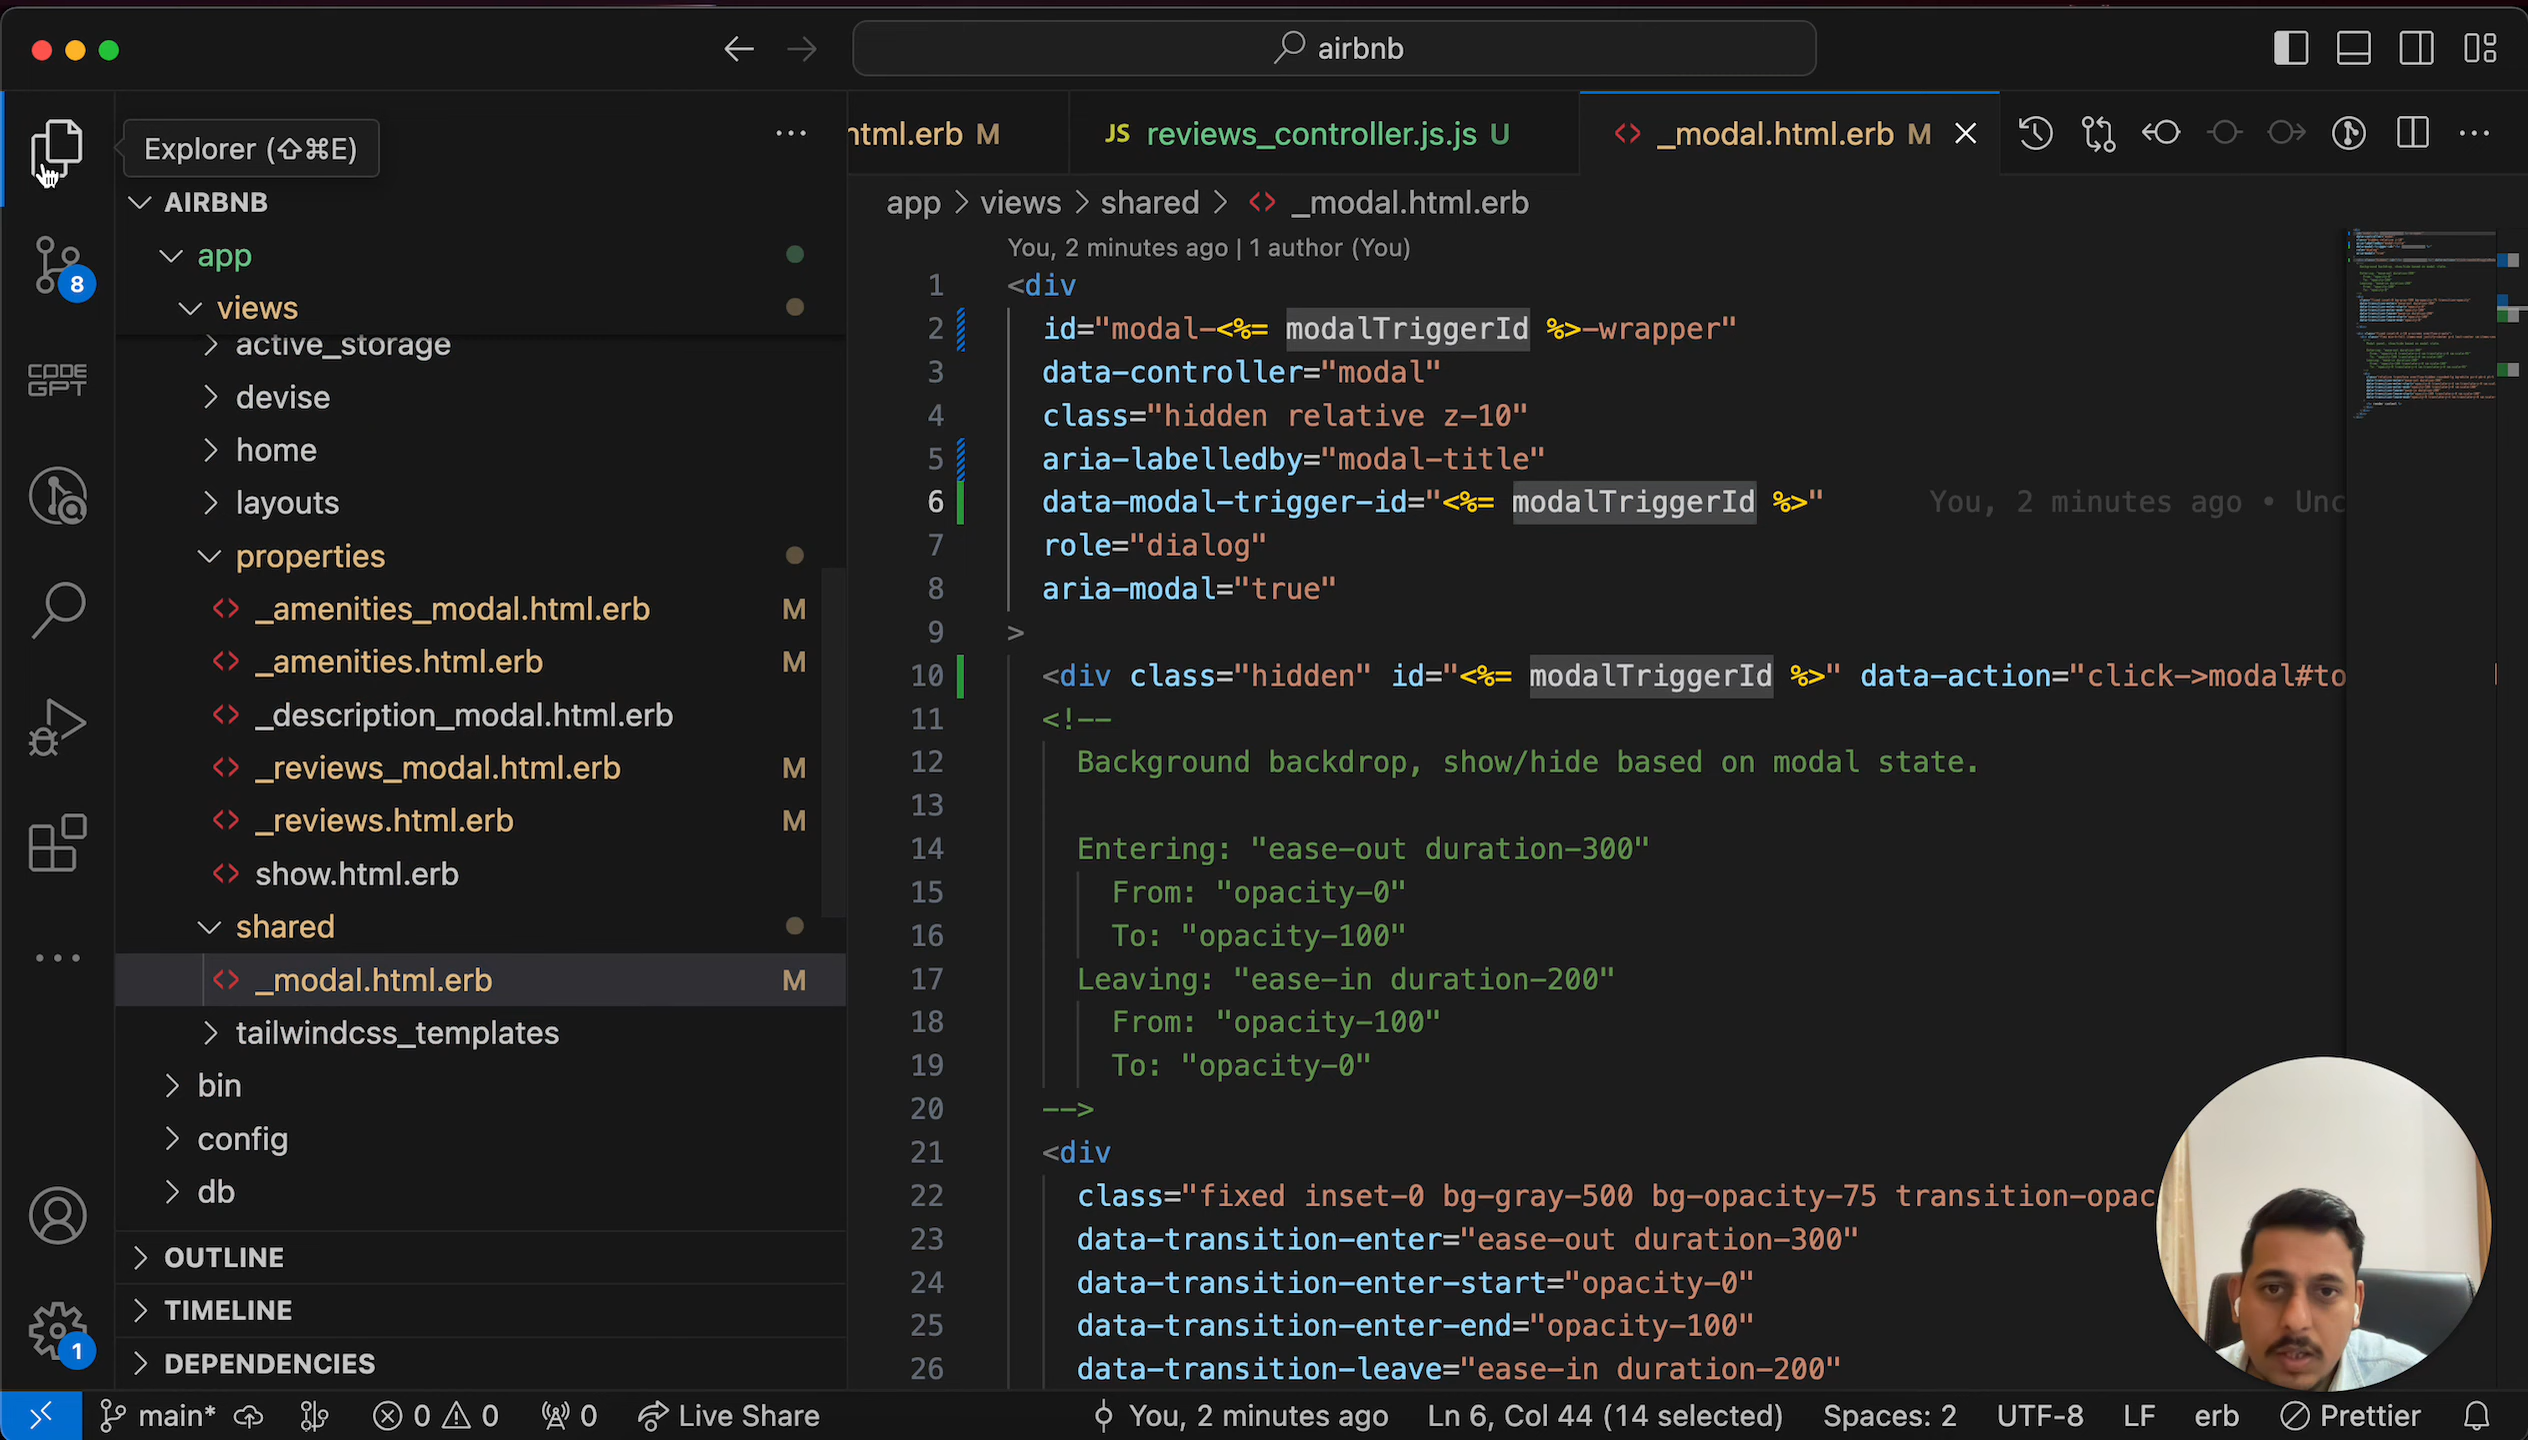 airbnb
Explorer (⇧⌘E)
AIRBNB
app
views
active_storage
devise
home
layouts
properties
_amenities_modal.html.erb M
_amenities.html.erb M
_description_modal.html.erb
_reviews_modal.html.erb M
_reviews.html.erb M
show.html.erb
shared
_modal.html.erb M
tailwindcss_templates
bin
config
db
OUTLINE
TIMELINE
DEPENDENCIES
8
CODE
GPT
1
html.erb M
JS reviews_controller.js.js U
<> _modal.html.erb M
app > views > shared > <> _modal.html.erb
You, 2 minutes ago | 1 author (You)
1 <div
2 id="modal-<%= modalTriggerId %>-wrapper"
3 data-controller="modal"
4 class="hidden relative z-10"
5 aria-labelledby="modal-title"
6 data-modal-trigger-id="<%= modalTriggerId %>" You, 2 minutes ago • Unc
7 role="dialog"
8 aria-modal="true"
9 >
10 <div class="hidden" id="<%= modalTriggerId %>" data-action="click->modal#to
11 <!--
12 Background backdrop, show/hide based on modal state.
13
14 Entering: "ease-out duration-300"
15 From: "opacity-0"
16 To: "opacity-100"
17 Leaving: "ease-in duration-200"
18 From: "opacity-100"
19 To: "opacity-0"
20 -->
21 <div
22 class="fixed inset-0 bg-gray-500 bg-opacity-75 transition-opac
23 data-transition-enter="ease-out duration-300"
24 data-transition-enter-start="opacity-0"
25 data-transition-enter-end="opacity-100"
26 data-transition-leave="ease-in duration-200"
main* 0 0 0 Live Share You, 2 minutes ago Ln 6, Col 44 (14 selected) Spaces: 2 UTF-8 LF erb Prettier